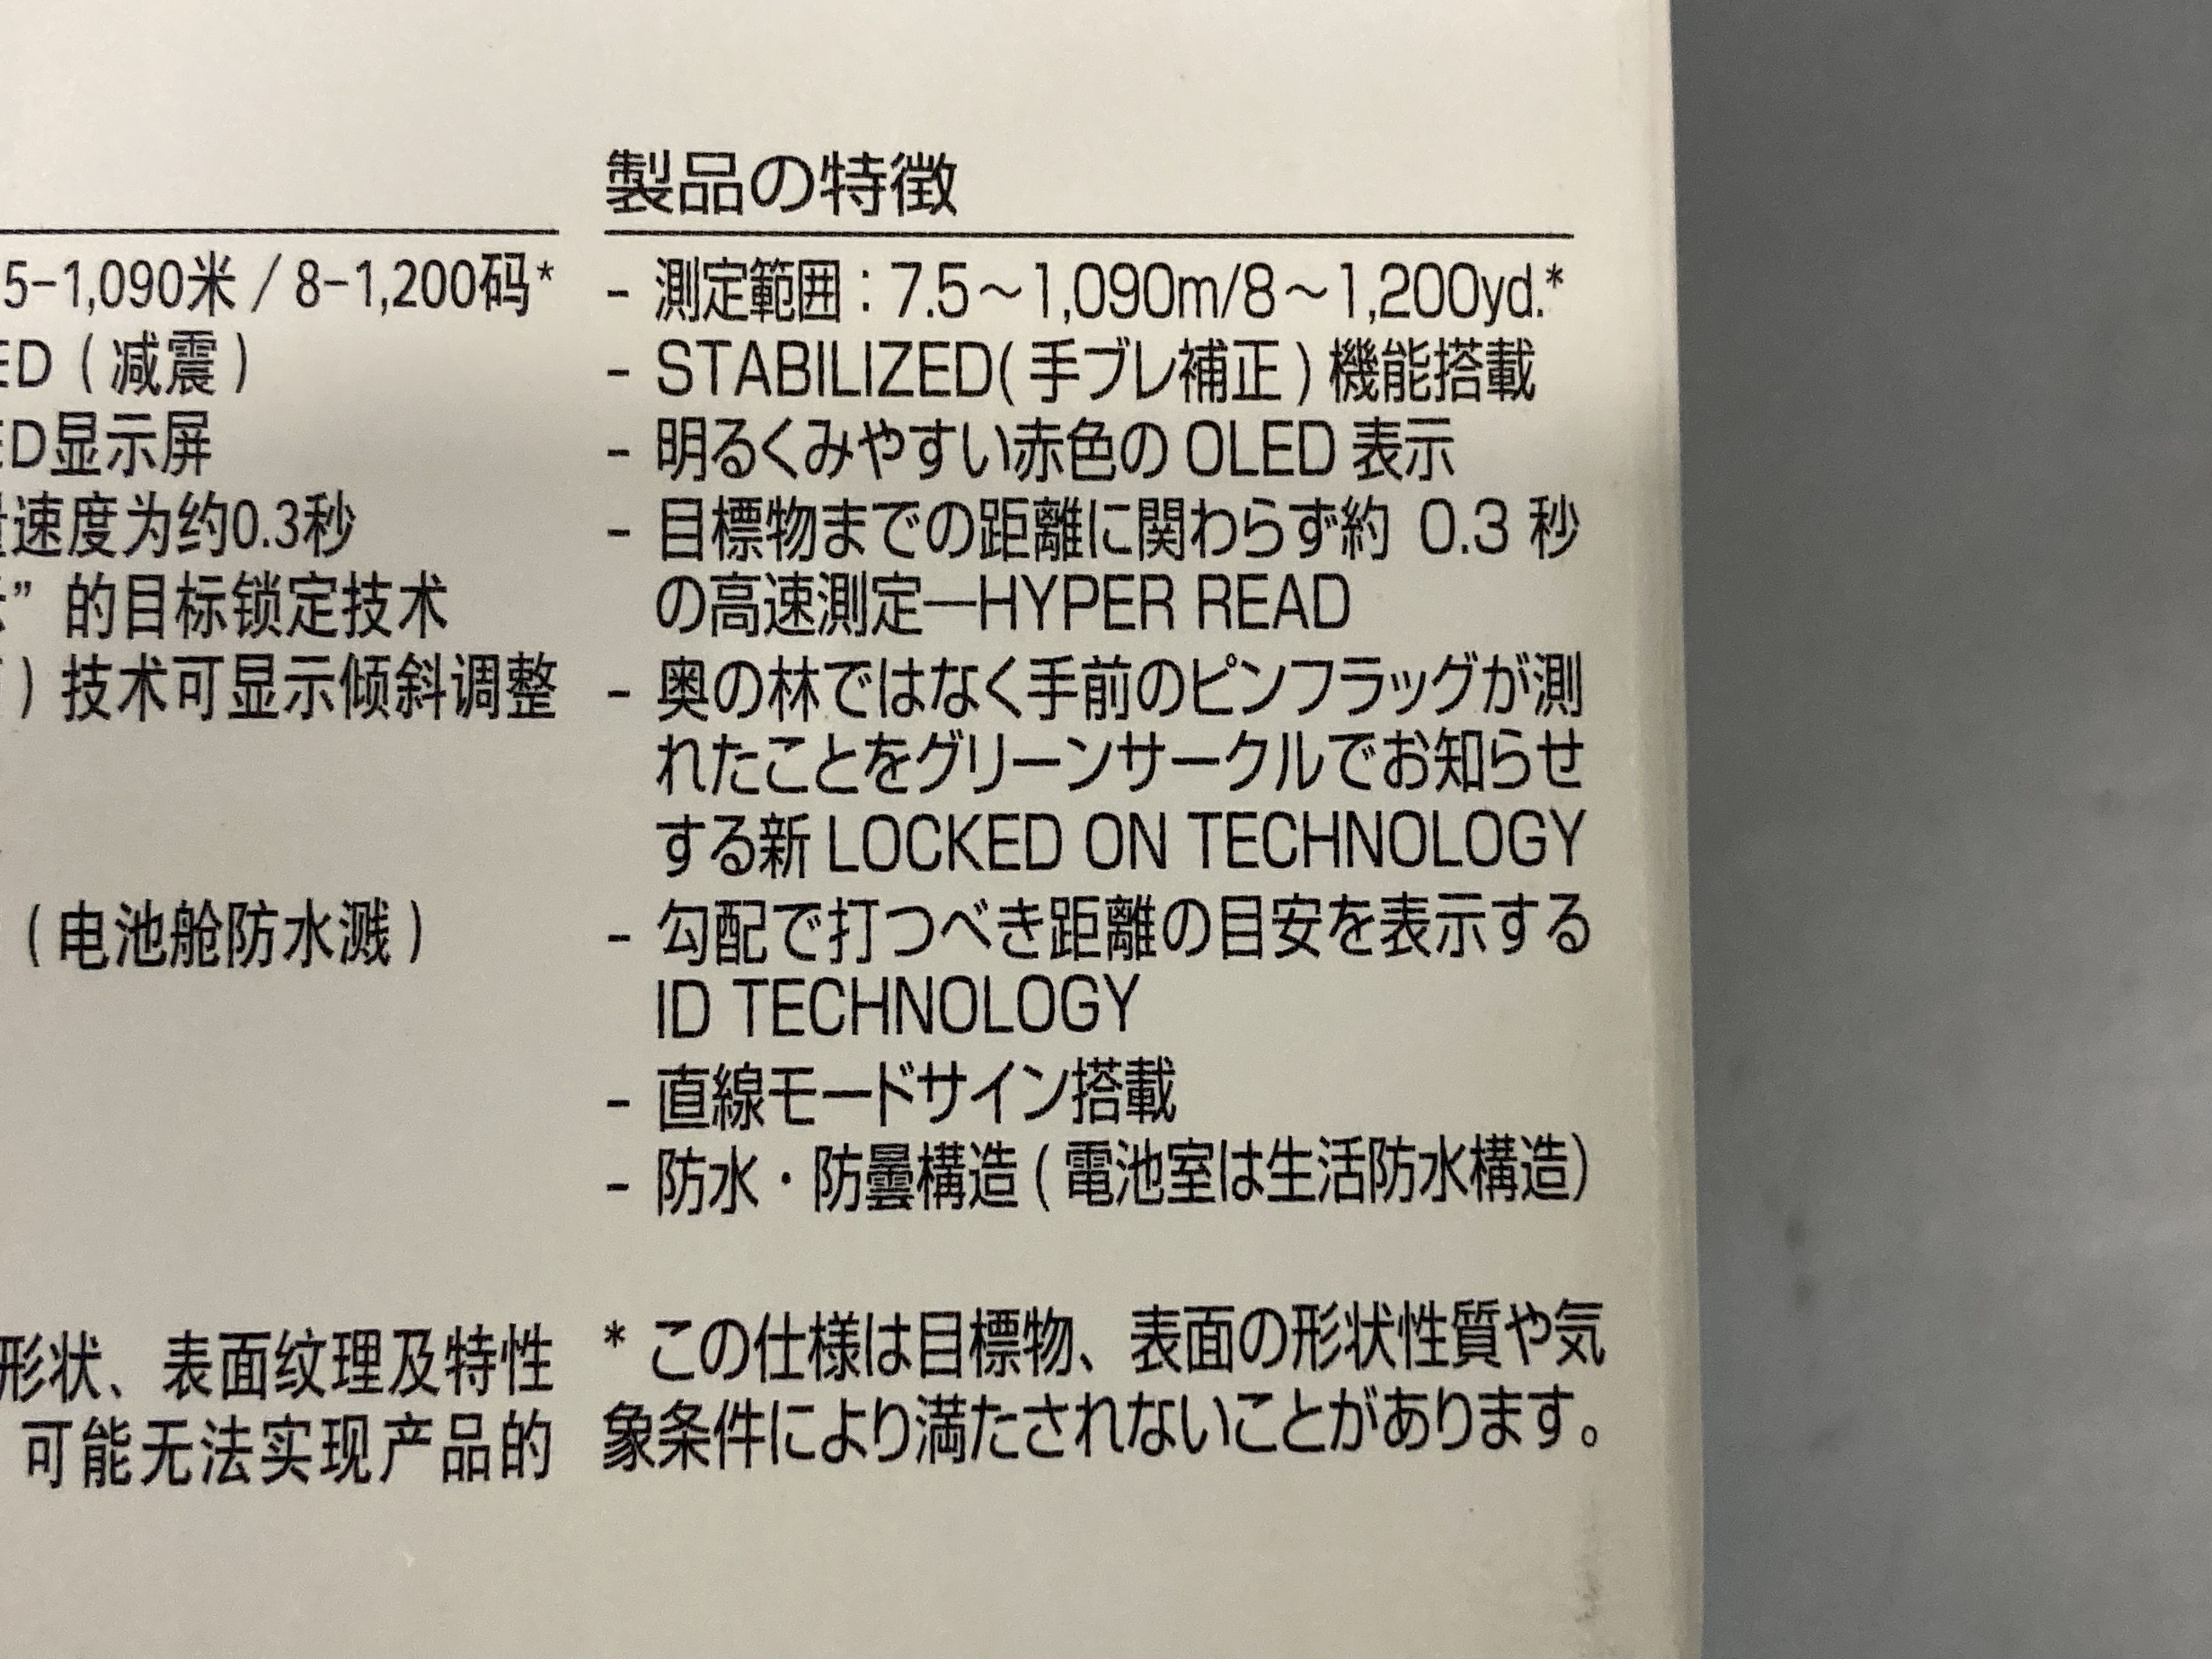 5-1,090米 / 8-1,200码*
ED（减震）
ED显示屏
速度为约0.3秒
” 的目标锁定技术
）技术可显示倾斜调整
（电池舱防水溅）
形状、表面纹理及特性
可能无法实现产品的
製品の特徴
- 測定範囲：7.5～1,090m/8～1,200yd.*
- STABILIZED(手ブレ補正)機能搭載
- 明るくみやすい赤色の OLED 表示
- 目標物までの距離に関わらず約 0.3 秒
の高速測定—HYPER READ
- 奥の林ではなく手前のピンフラッグが測
れたことをグリーンサークルでお知らせ
する新 LOCKED ON TECHNOLOGY
- 勾配で打つべき距離の目安を表示する
ID TECHNOLOGY
- 直線モードサイン搭載
- 防水・防曇構造(電池室は生活防水構造)
* この仕様は目標物、表面の形状性質や気
象条件により満たされないことがあります。